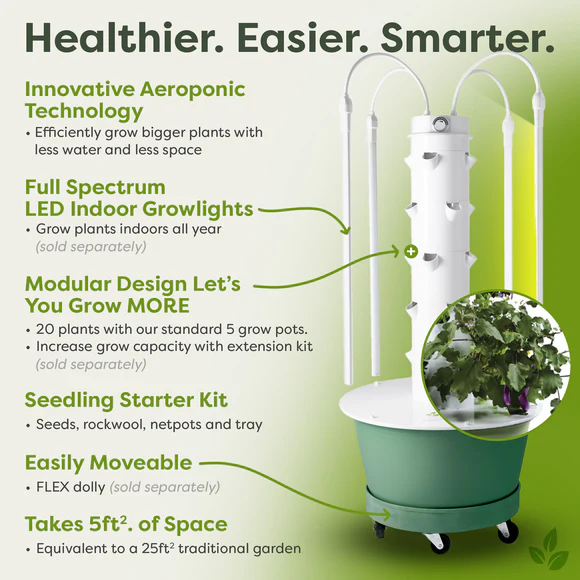 Healthier. Easier. Smarter.
Innovative Aeroponic
Technology
• Efficiently grow bigger plants with
less water and less space
Full Spectrum
LED Indoor Growlights
• Grow plants indoors all year
(sold separately)
Modular Design Let's
You Grow MORE
• 20 plants with our standard 5 grow pots.
• Increase grow capacity with extension kit
(sold separately)
Seedling Starter Kit
• Seeds, rockwool, netpots and tray
Easily Moveable
• FLEX dolly (sold separately)
Takes 5ft². of Space
• Equivalent to a 25ft² traditional garden